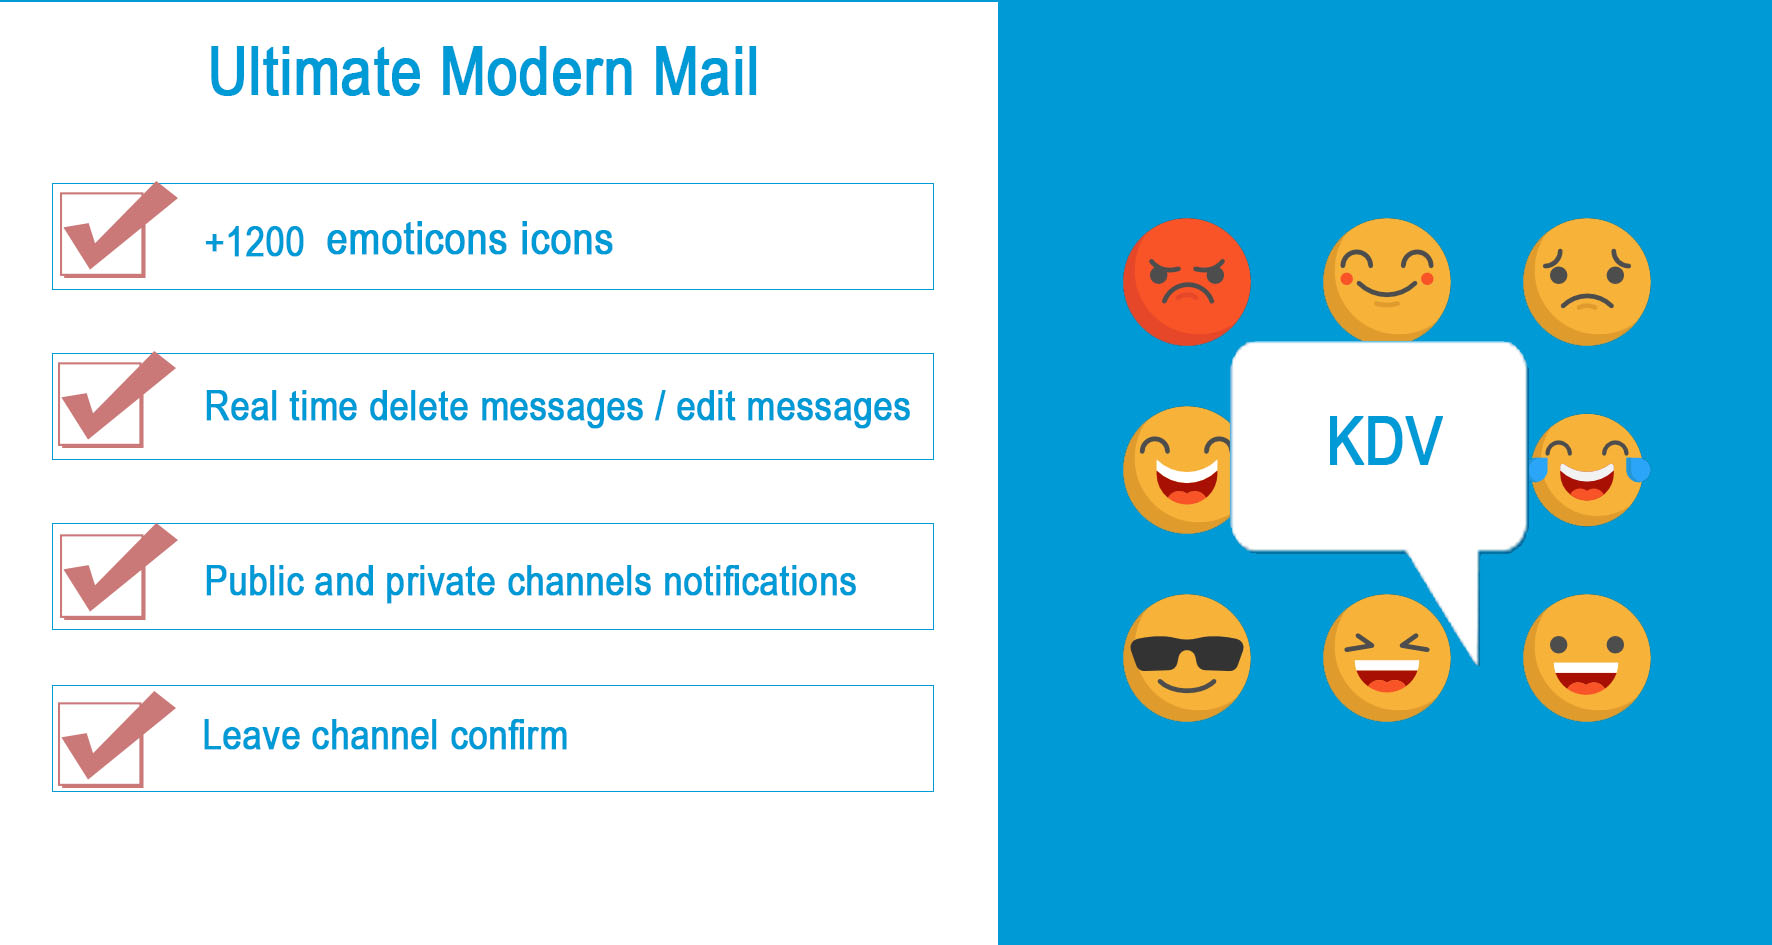 Ultimate Modern Mail
+1200 emoticons icons
Real time delete messages / edit messages
Public and private channels notifications
Leave channel confirm
KDV